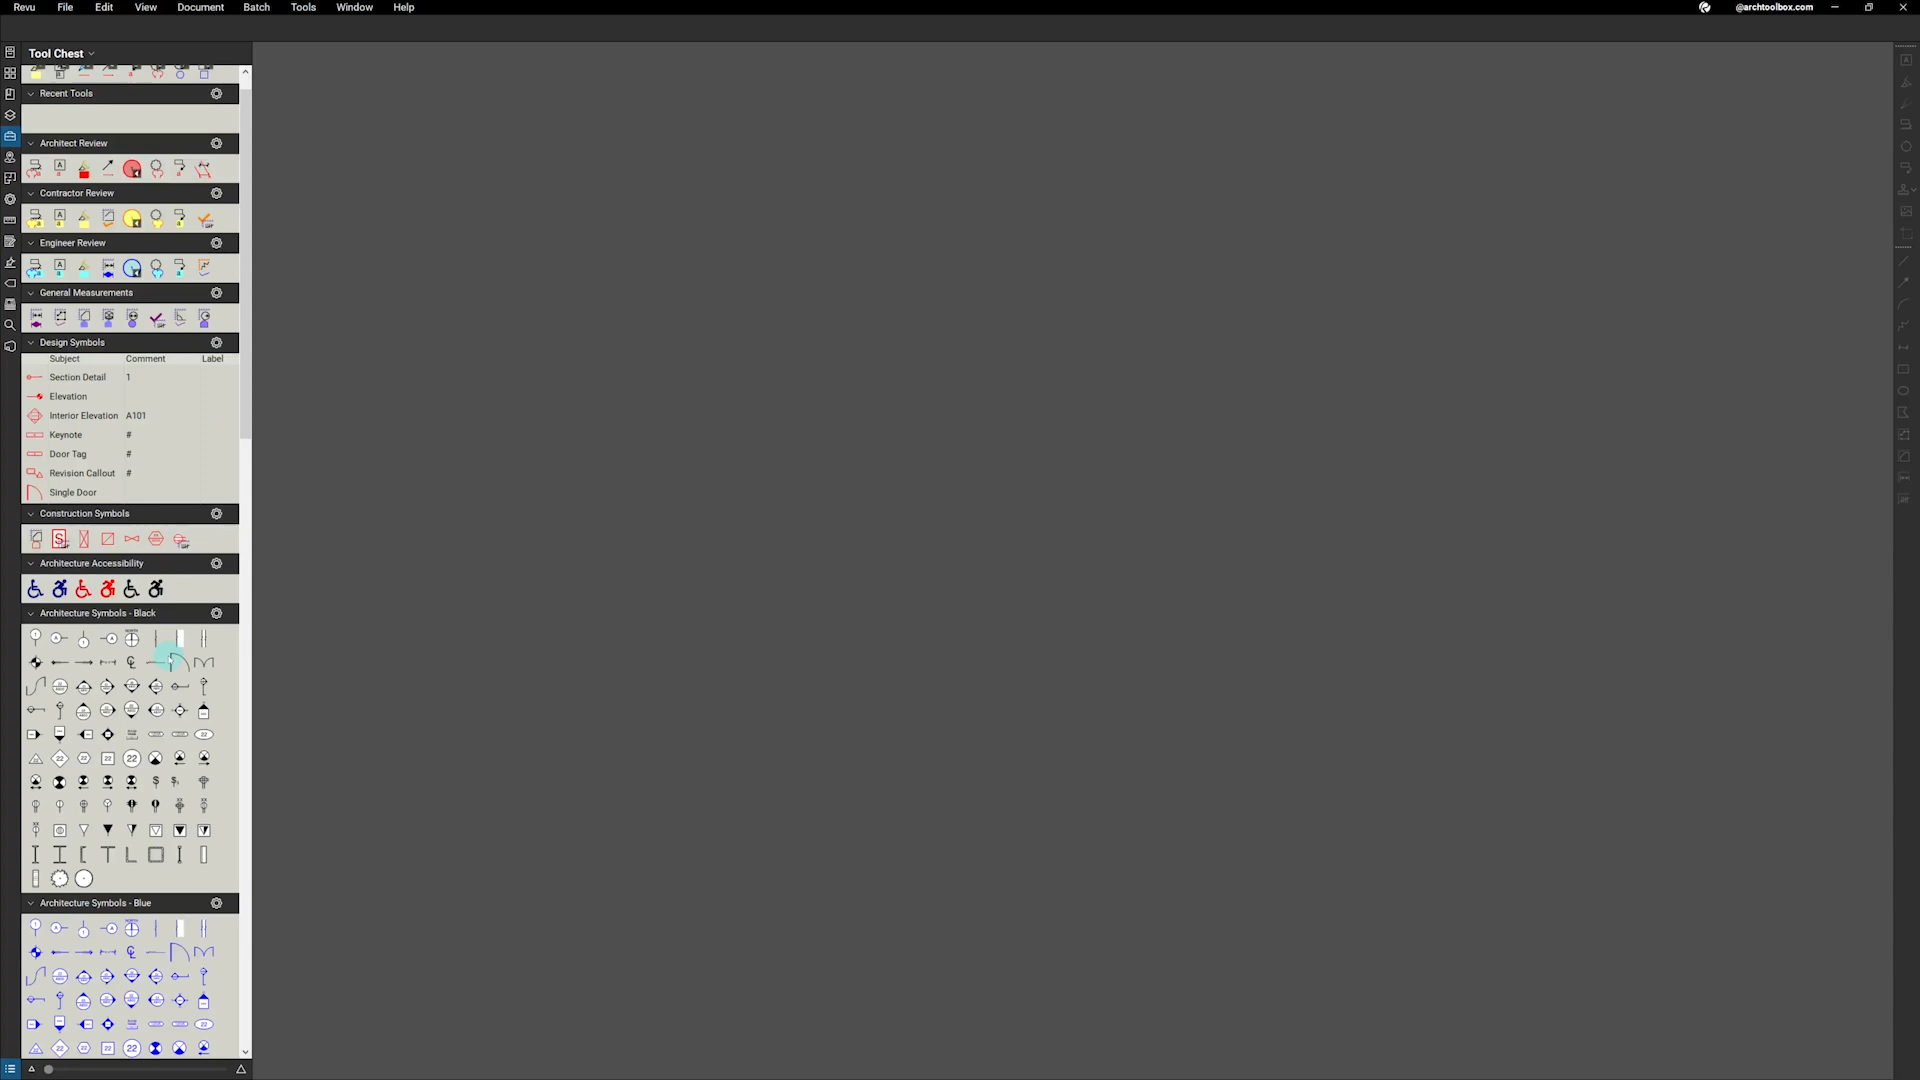 Revu File Edit View Document Batch Tools Window Help @archtoolbox.com
Tool Chest
Recent Tools
Architect Review
Contractor Review
Engineer Review
General Measurements
Design Symbols
Subject Comment Label
Section Detail 1
Elevation
Interior Elevation A101
Keynote #
Door Tag #
Revision Callout #
Single Door
Construction Symbols
Architecture Accessibility
Architecture Symbols - Black
Architecture Symbols - Blue